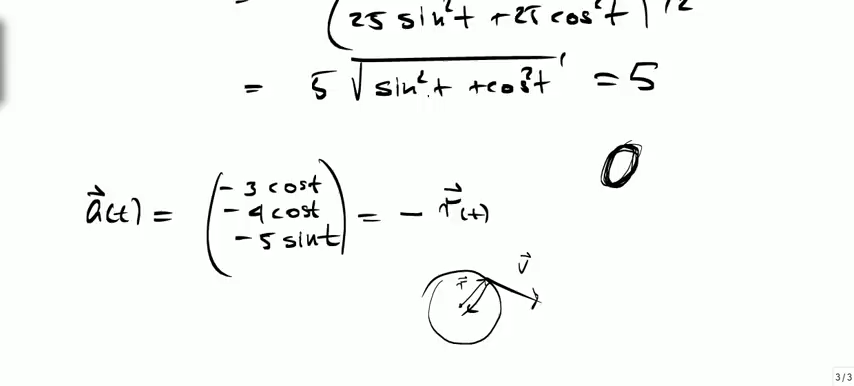 = (25 sin²t + 25 cos²t)^1/2
= 5 √(sin²t + cos²t) = 5
0
a⃗(t) = (-3 cost
-4 cost
-5 sint) = - r⃗(t)
r⃗ v⃗
3/3